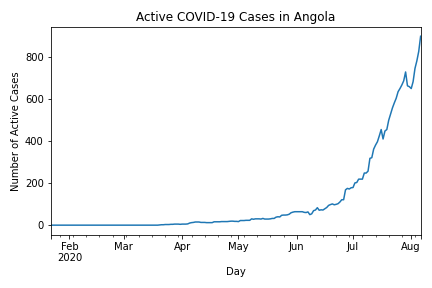 Active COVID-19 Cases in Angola
Number of Active Cases
800
600
400
200
0
Feb Mar Apr May Jun Jul Aug
2020
Day